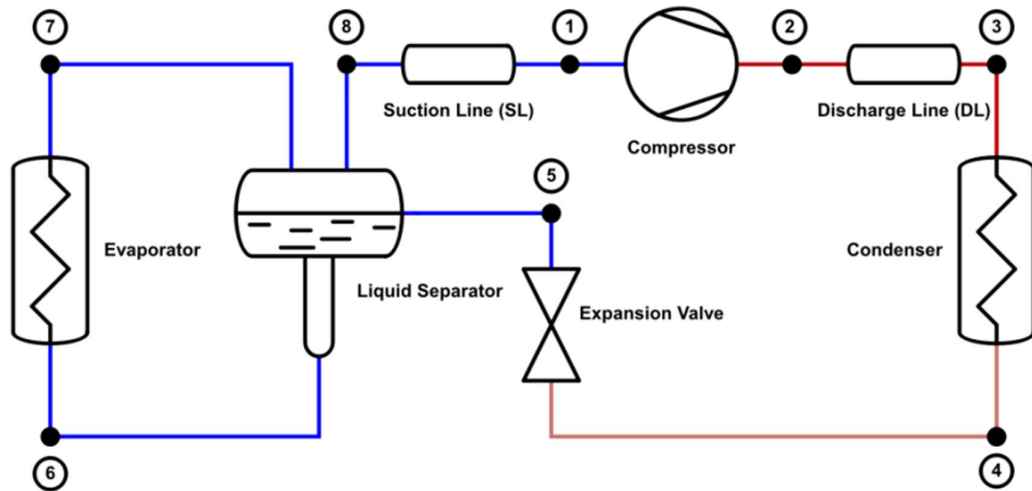 7
8
1
2
3
Suction Line (SL)
Discharge Line (DL)
Compressor
5
Evaporator
Condenser
Liquid Separator
Expansion Valve
6
4